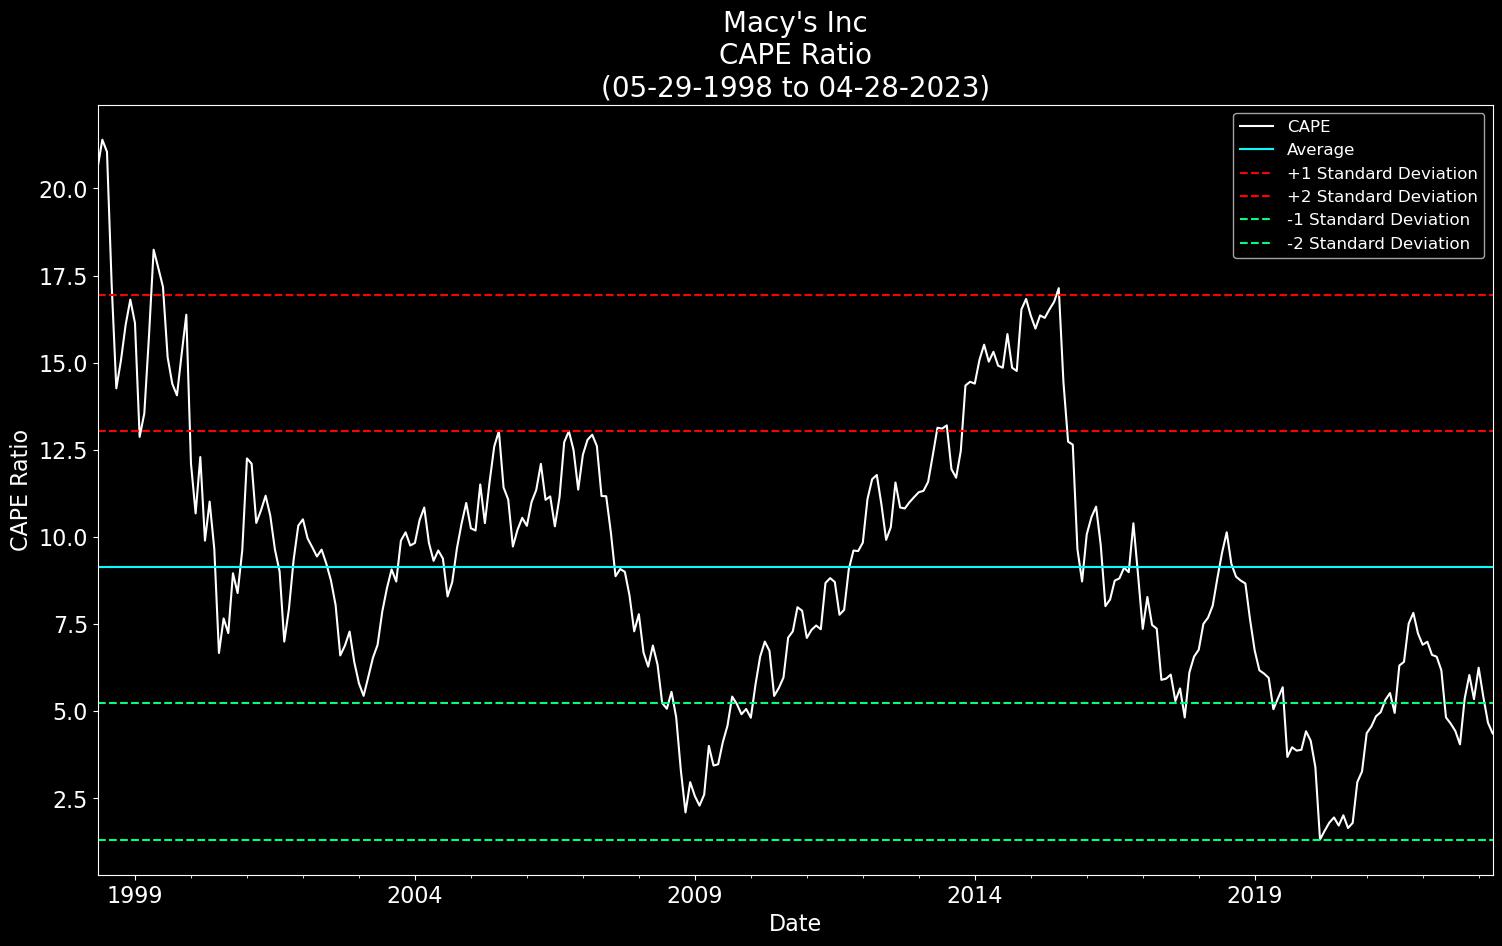 Macy's Inc
CAPE Ratio
(05-29-1998 to 04-28-2023)
CAPE
Average
+1 Standard Deviation
+2 Standard Deviation
-1 Standard Deviation
-2 Standard Deviation
CAPE Ratio
20.0
17.5
15.0
12.5
10.0
7.5
5.0
2.5
1999
2004
2009
2014
2019
Date